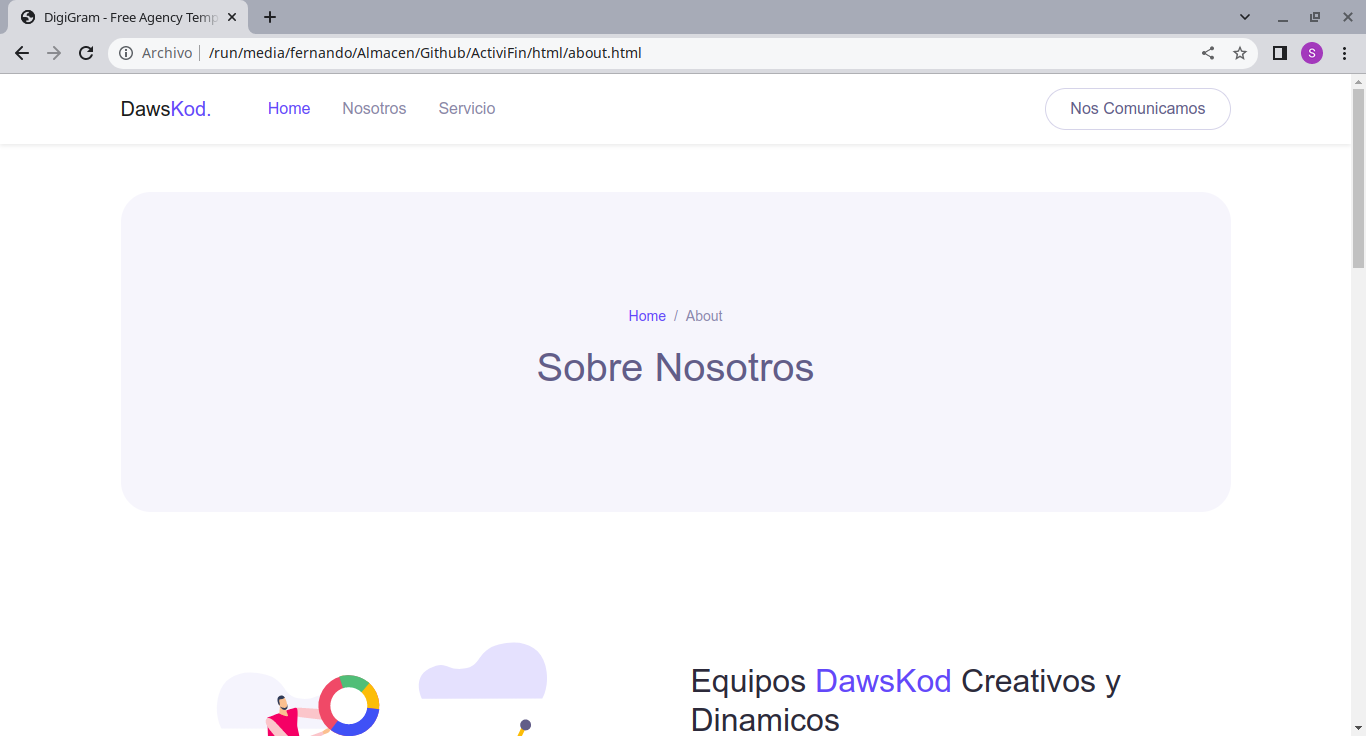 DigiGram - Free Agency Temp
Archivo /run/media/fernando/Almacen/Github/ActiviFin/html/about.html
S
DawsKod. Home Nosotros Servicio Nos Comunicamos
Home / About
Sobre Nosotros
Equipos DawsKod Creativos y
Dinamicos